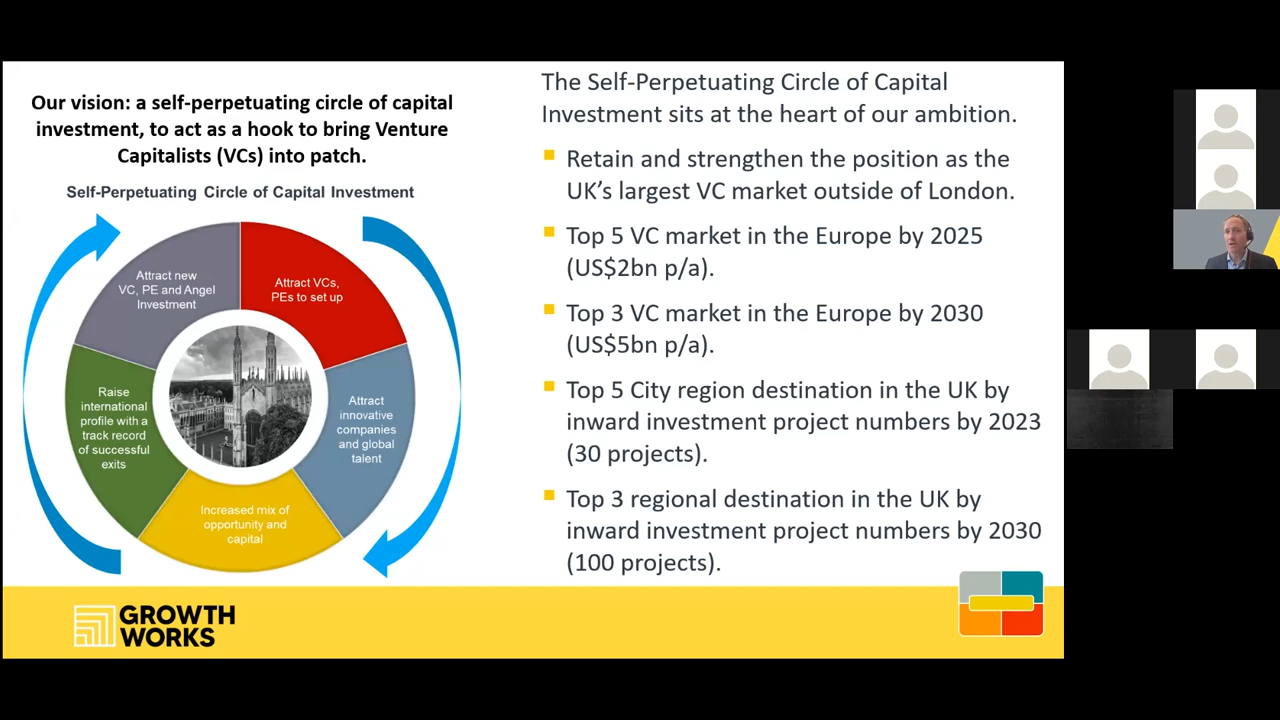 Our vision: a self-perpetuating circle of capital
investment, to act as a hook to bring Venture
Capitalists (VCs) into patch.
Self-Perpetuating Circle of Capital Investment
Attract new
VC, PE and Angel
Investment
Attract VCs,
PEs to set up
Raise
international
profile with a
track record
of successful
exits
Attract
innovative
companies
and global
talent
Increased mix of
opportunity and
capital
The Self-Perpetuating Circle of Capital
Investment sits at the heart of our ambition.
Retain and strengthen the position as the
UK’s largest VC market outside of London.
Top 5 VC market in the Europe by 2025
(US$2bn p/a).
Top 3 VC market in the Europe by 2030
(US$5bn p/a).
Top 5 City region destination in the UK by
inward investment project numbers by 2023
(30 projects).
Top 3 regional destination in the UK by
inward investment project numbers by 2030
(100 projects).
GROWTH
WORKS